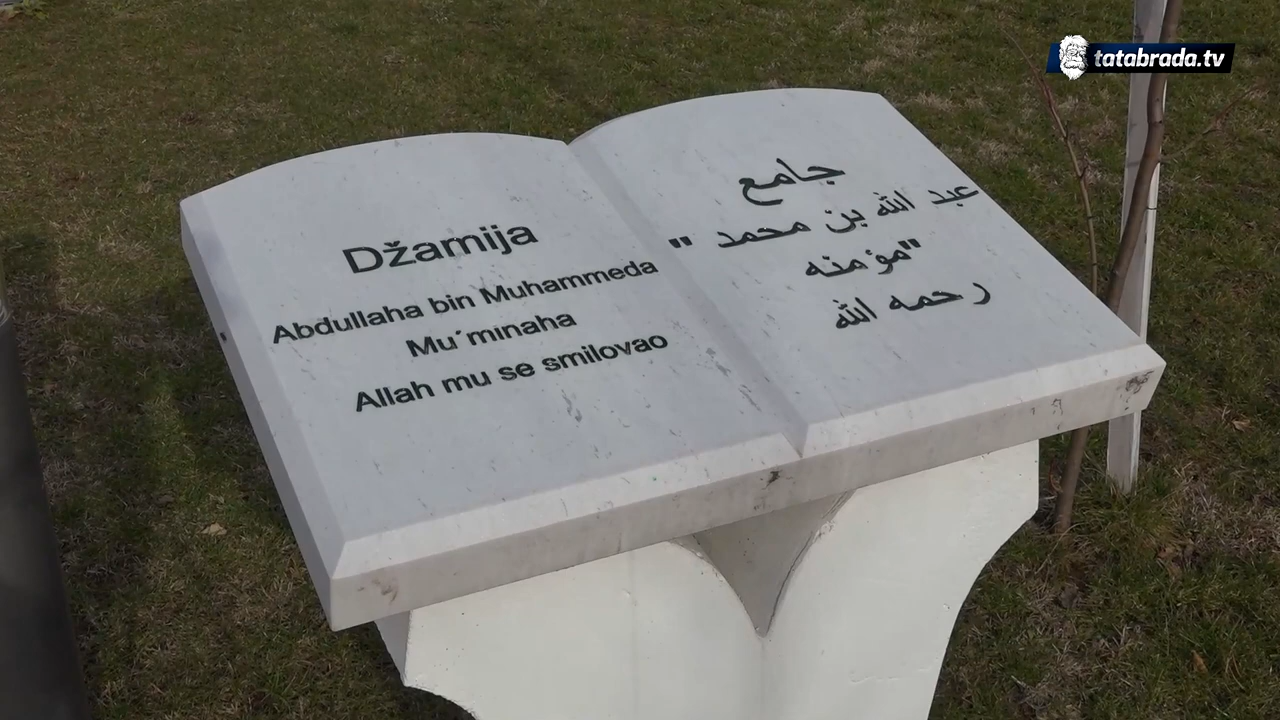 tatabrada.tv
Džamija
Abdullaha bin Muhammeda
Mu´minaha
Allah mu se smilovao
جامع
عبد الله بن محمد "
"مؤمنه
رحمه الله